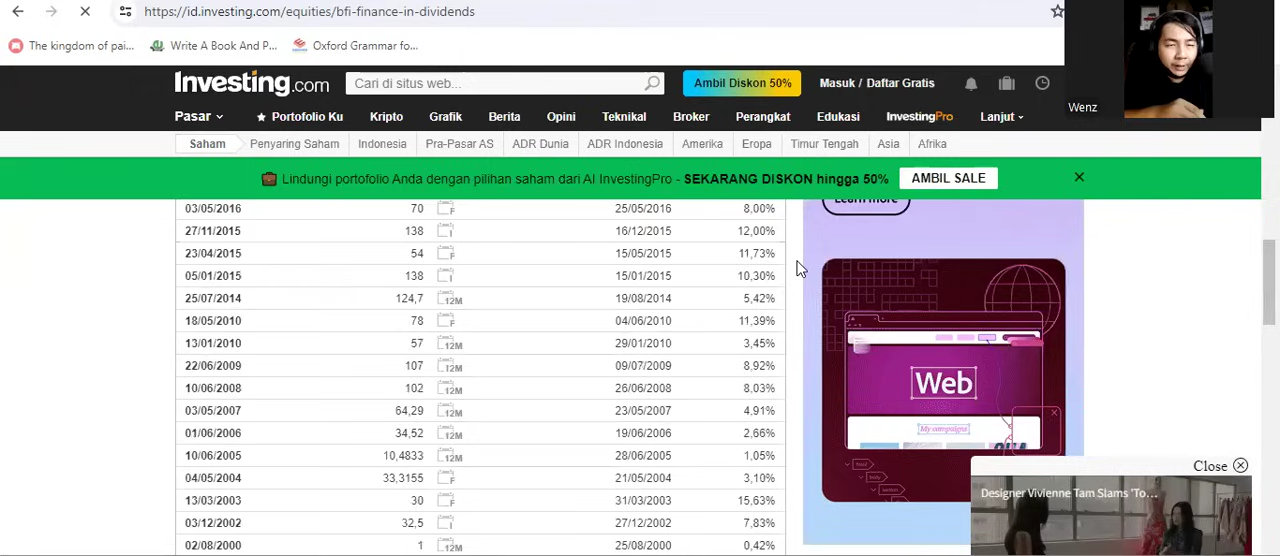 https://id.investing.com/equities/bfi-finance-in-dividends
The kingdom of pai...
Write A Book And P...
Oxford Grammar fo...
Investing.com
Cari di situs web...
Ambil Diskon 50%
Masuk / Daftar Gratis
Wenz
Pasar
Portofolio Ku
Kripto
Grafik
Berita
Opini
Teknikal
Broker
Perangkat
Edukasi
InvestingPro
Lanjut
Saham
Penyaring Saham
Indonesia
Pra-Pasar AS
ADR Dunia
ADR Indonesia
Amerika
Eropa
Timur Tengah
Asia
Afrika
Lindungi portofolio Anda dengan pilihan saham dari AI InvestingPro - SEKARANG DISKON hingga 50%
AMBIL SALE
03/05/2016 70 F 25/05/2016 8,00%
27/11/2015 138 I 16/12/2015 12,00%
23/04/2015 54 F 15/05/2015 11,73%
05/01/2015 138 I 15/01/2015 10,30%
25/07/2014 124,7 12M 19/08/2014 5,42%
18/05/2010 78 F 04/06/2010 11,39%
13/01/2010 57 12M 29/01/2010 3,45%
22/06/2009 107 12M 09/07/2009 8,92%
10/06/2008 102 12M 26/06/2008 8,03%
03/05/2007 64,29 12M 23/05/2007 4,91%
01/06/2006 34,52 12M 19/06/2006 2,66%
10/06/2005 10,4833 12M 28/06/2005 1,05%
04/05/2004 33,3155 F 21/05/2004 3,10%
13/03/2003 30 F 31/03/2003 15,63%
03/12/2002 32,5 I 27/12/2002 7,83%
02/08/2000 1 12M 25/08/2000 0,42%
Learn more
Web
My campaigns
Close
Designer Vivienne Tam Slams 'To...